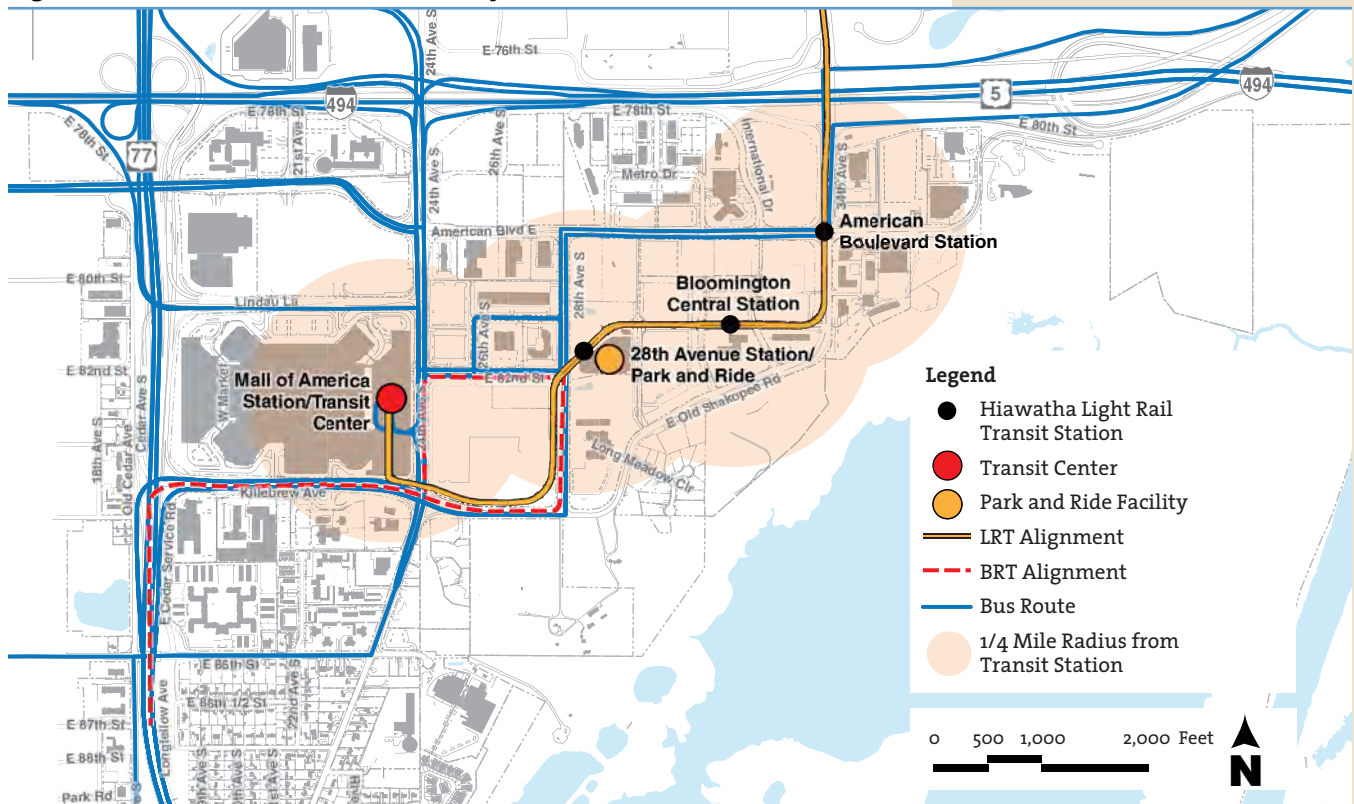 24th Ave S
E 76th St
494
5
494
E 78th St
E 78th St
E 80th St
E 78th St
77
21st Ave S
26th Ave S
International Dr
24th Ave S
Metro Dr
34th Ave S
American Blvd E
American
Boulevard Station
E 80th St
28th Ave S
Bloomington
Central Station
Lindau La
26th Ave S
28th Avenue Station/
Park and Ride
E 82nd St
E 82nd St
W Market
Mall of America
Station/Transit
Center
24th Ave S
E Old Shakopee Rd
Cedar Ave S
18th Ave S
Old Cedar Ave
Long Meadow Cir
Killebrew Ave
E Cedar Service Rd
E 86th St
E 86th 1/2 St
22nd Ave S
E 87th St
Longfellow Ave
E 88th St
Park Rd
Legend
Hiawatha Light Rail
Transit Station
Transit Center
Park and Ride Facility
LRT Alignment
BRT Alignment
Bus Route
1/4 Mile Radius from
Transit Station
0 500 1,000 2,000 Feet
N